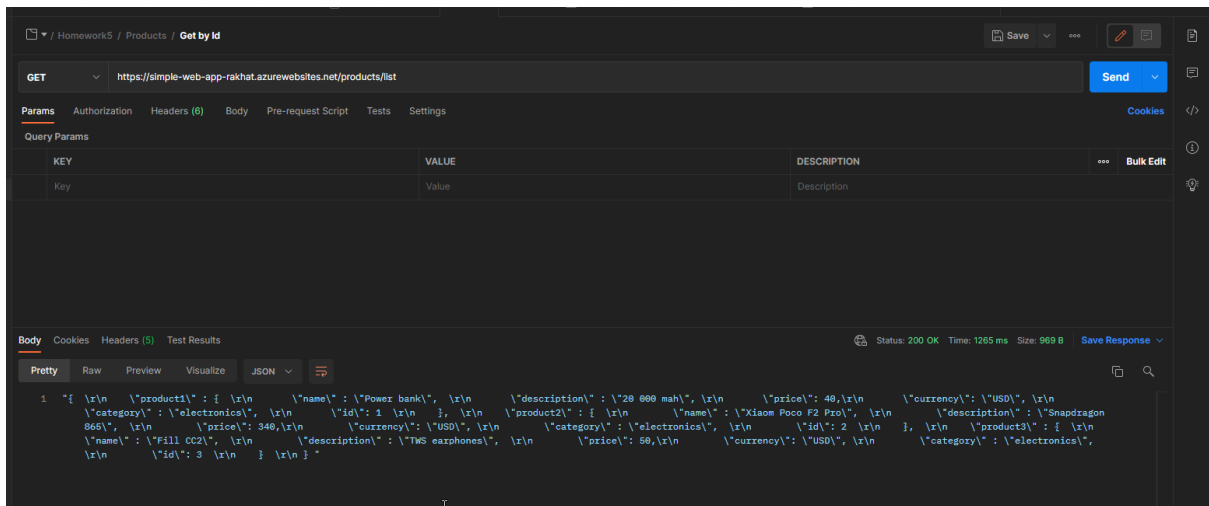 / Homework5 / Products / Get by Id
Save
GET https://simple-web-app-rakhat.azurewebsites.net/products/list Send
Params Authorization Headers (6) Body Pre-request Script Tests Settings Cookies
Query Params
KEY VALUE DESCRIPTION Bulk Edit
Key Value Description
Body Cookies Headers (5) Test Results Status: 200 OK Time: 1265 ms Size: 969 B Save Response
Pretty Raw Preview Visualize JSON
1 "{ \r\n \"product1\" : { \r\n \"name\" : \"Power bank\", \r\n \"description\" : \"20 000 mah\", \r\n \"price\": 40,\r\n \"currency\": \"USD\", \r\n
\"category\" : \"electronics\", \r\n \"id\": 1 \r\n }, \r\n \"product2\" : { \r\n \"name\" : \"Xiaom Poco F2 Pro\", \r\n \"description\" : \"Snapdragon
865\", \r\n \"price\": 340,\r\n \"currency\": \"USD\", \r\n \"category\" : \"electronics\", \r\n \"id\": 2 \r\n }, \r\n \"product3\" : { \r\n
\"name\" : \"Fill CC2\", \r\n \"description\" : \"TWS earphones\", \r\n \"price\": 50,\r\n \"currency\": \"USD\", \r\n \"category\" : \"electronics\",
\r\n \"id\": 3 \r\n } \r\n } "